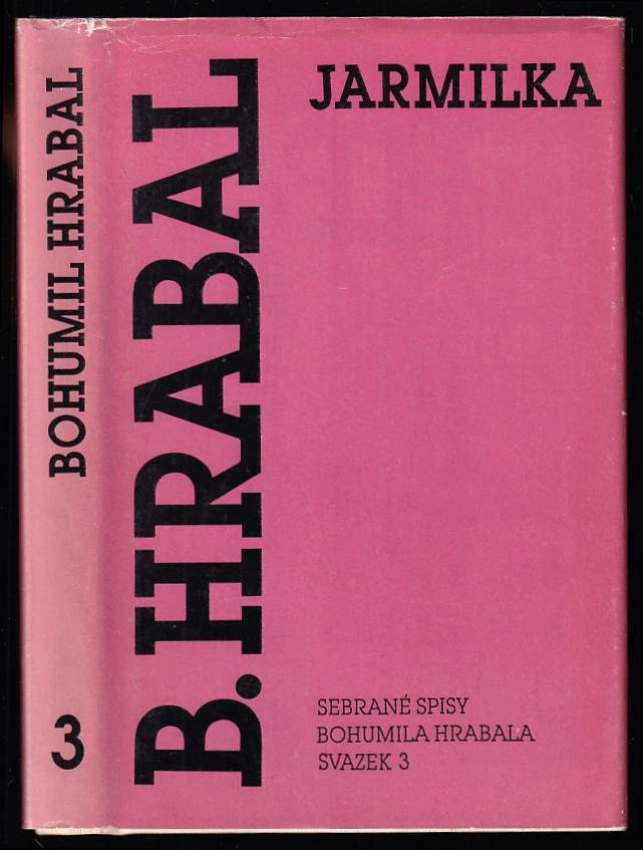 BOHUMIL HRABAL
3
B. HRABAL
JARMILKA
SEBRANÉ SPISY
BOHUMILA HRABALA
SVAZEK 3